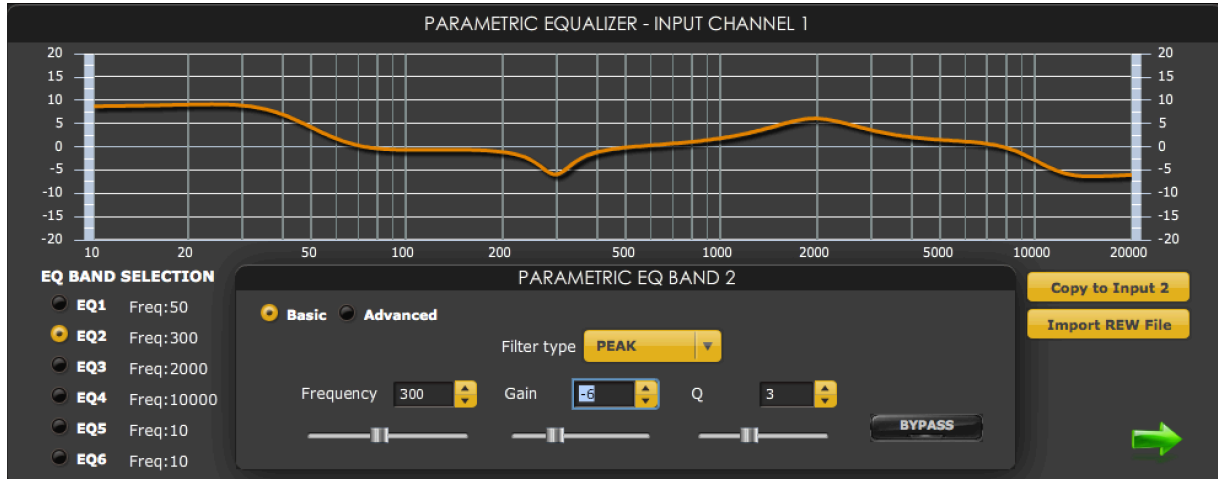 PARAMETRIC EQUALIZER - INPUT CHANNEL 1
20 20
15 15
10 10
5 5
0 0
-5 -5
-10 -10
-15 -15
-20 -20
10 20 50 100 200 500 1000 2000 5000 10000 20000
EQ BAND SELECTION
EQ1 Freq:50
EQ2 Freq:300
EQ3 Freq:2000
EQ4 Freq:10000
EQ5 Freq:10
EQ6 Freq:10
PARAMETRIC EQ BAND 2
Basic Advanced
Filter type PEAK
Frequency 300 Gain -6 Q 3
BYPASS
Copy to Input 2
Import REW File